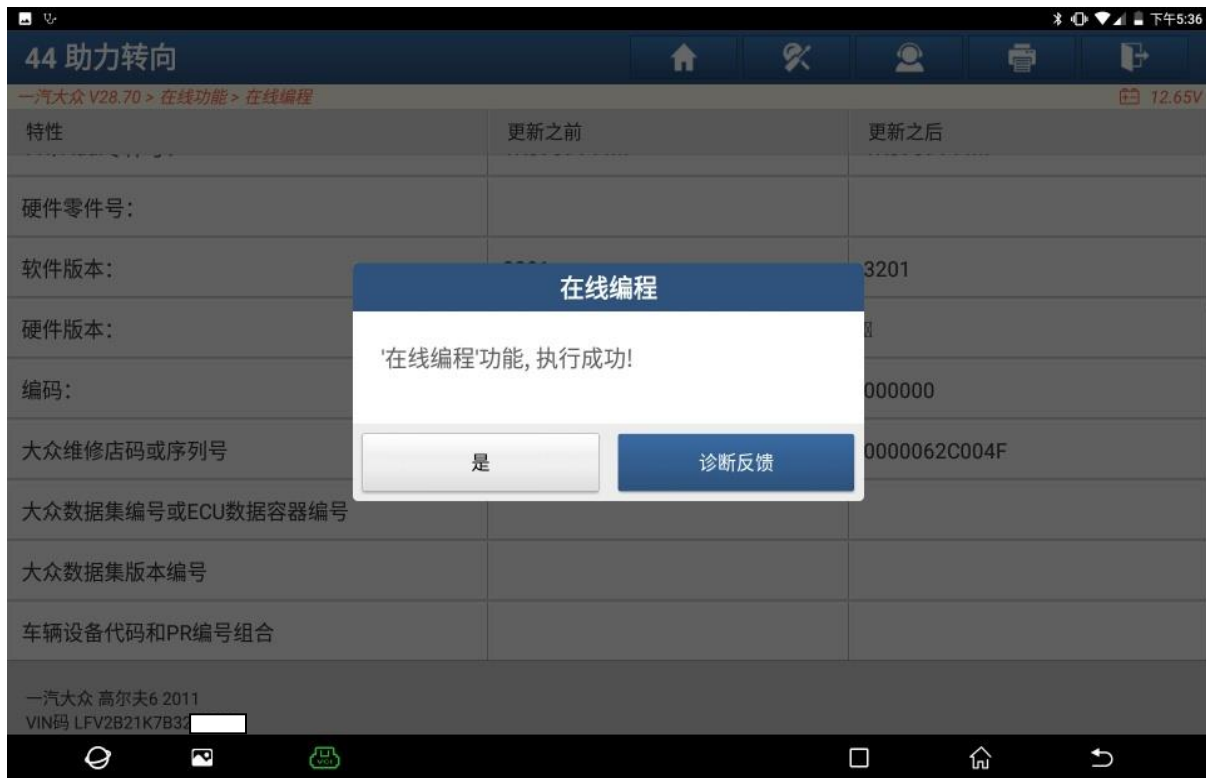 下午5:36
44 助力转向
一汽大众 V28.70 > 在线功能 > 在线编程
12.65V
特性 更新之前 更新之后
硬件零件号：
软件版本： 3201
在线编程
硬件版本：
'在线编程'功能, 执行成功!
编码： 000000
大众维修店码或序列号 0000062C004F
是 诊断反馈
大众数据集编号或ECU数据容器编号
大众数据集版本编号
车辆设备代码和PR编号组合
一汽大众 高尔夫6 2011
VIN码 LFV2B21K7B32
VCI